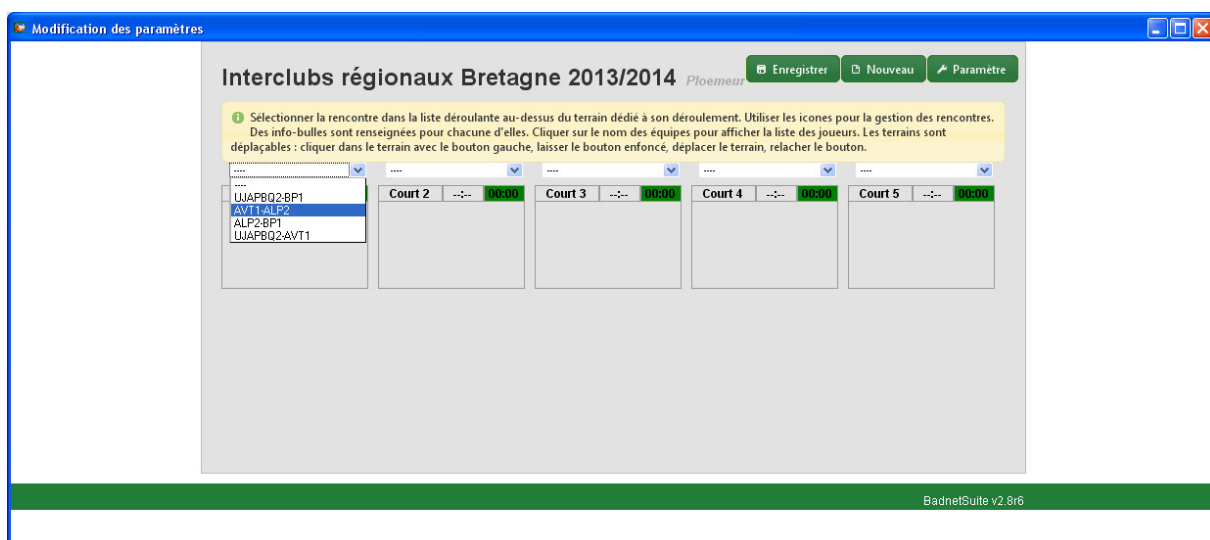 Modification des paramètres
Interclubs régionaux Bretagne 2013/2014 Ploemeur
Enregistrer
Nouveau
Paramètre
Sélectionner la rencontre dans la liste déroulante au-dessus du terrain dédié à son déroulement. Utiliser les icones pour la gestion des rencontres.
Des info-bulles sont renseignées pour chacune d'elles. Cliquer sur le nom des équipes pour afficher la liste des joueurs. Les terrains sont
déplaçables : cliquer dans le terrain avec le bouton gauche, laisser le bouton enfoncé, déplacer le terrain, relacher le bouton.
---- ---- ---- ---- ----
----
UJAPBQ2-BP1
AVT1-ALP2
ALP2-BP1
UJAPBQ2-AVT1
Court 2 --:-- 00:00
Court 3 --:-- 00:00
Court 4 --:-- 00:00
Court 5 --:-- 00:00
BadnetSuite v2.8r6